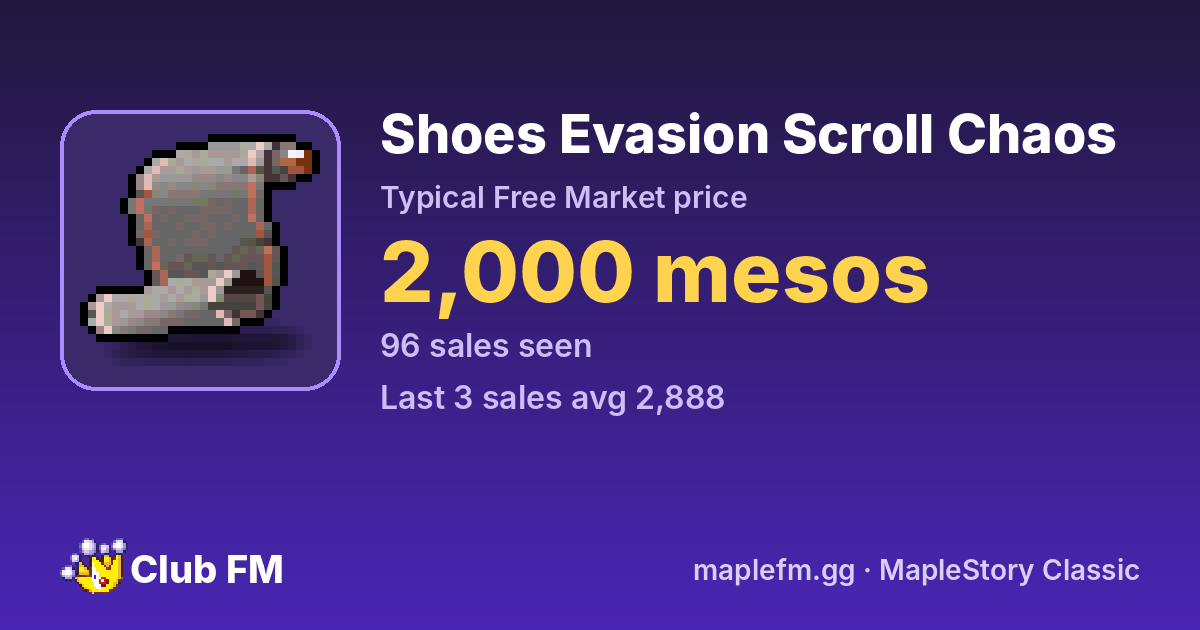 Shoes Evasion Scroll Chaos
Typical Free Market price
2,000 mesos
96 sales seen
Last 3 sales avg 2,888
Club FM
maplefm.gg · MapleStory Classic